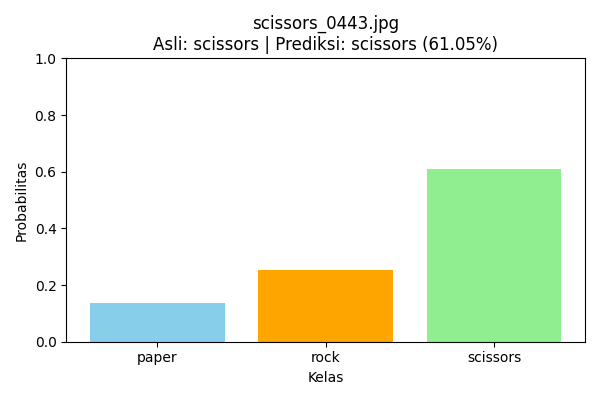 scissors_0443.jpg
Asli: scissors | Prediksi: scissors (61.05%)
1.0
0.8
0.6
0.4
0.2
0.0
Probabilitas
paper rock scissors
Kelas